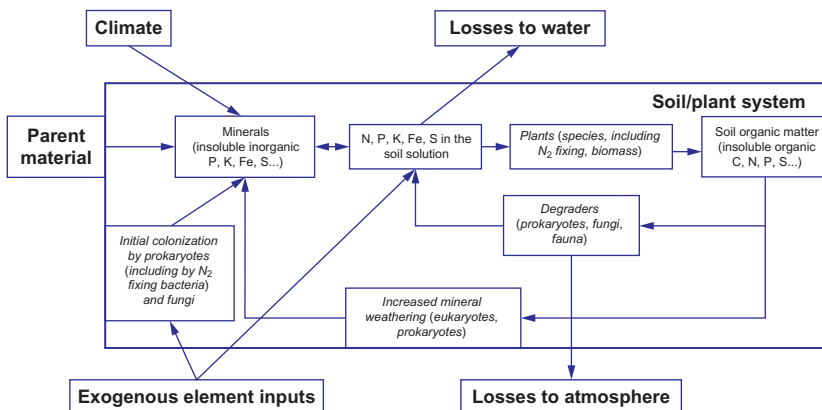 Climate
Losses to water
Soil/plant system
Parent
material
Minerals
(insoluble inorganic
P, K, Fe, S...)
N, P, K, Fe, S in the
soil solution
Plants (species, including
N₂ fixing, biomass)
Soil organic matter
(insoluble organic
C, N, P, S...)
Degraders
(prokaryotes, fungi,
fauna)
Initial colonization
by prokaryotes
(including by N₂
fixing bacteria)
and fungi
Increased mineral
weathering (eukaryotes,
prokaryotes)
Exogenous element inputs
Losses to atmosphere